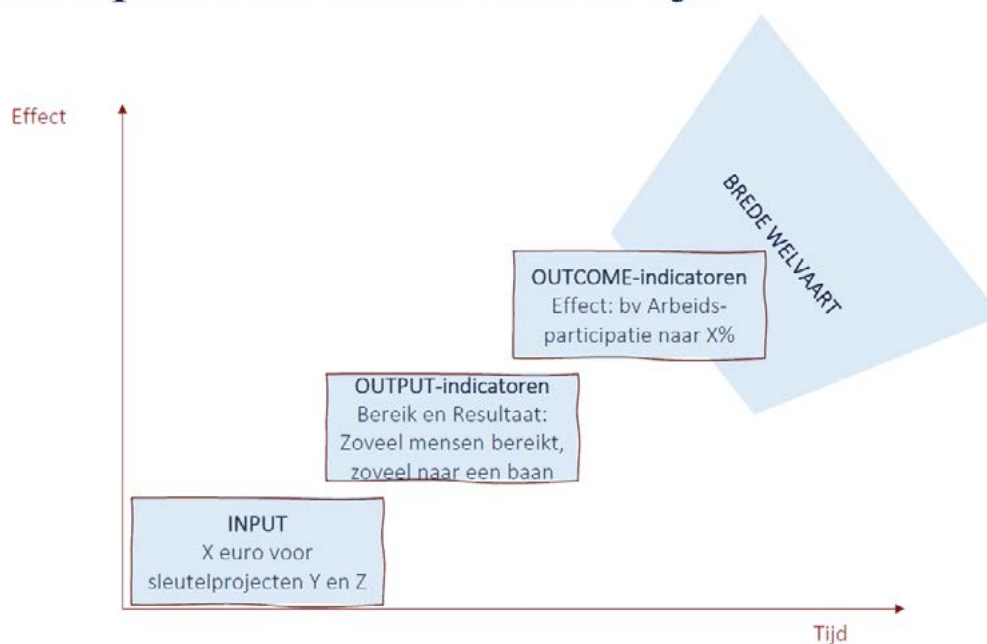 Effect
BREDE WELVAART
OUTCOME-indicatoren
Effect: bv Arbeids-
participatie naar X%
OUTPUT-indicatoren
Bereik en Resultaat:
Zoveel mensen bereikt,
zoveel naar een baan
INPUT
X euro voor
sleutelprojecten Y en Z
Tijd